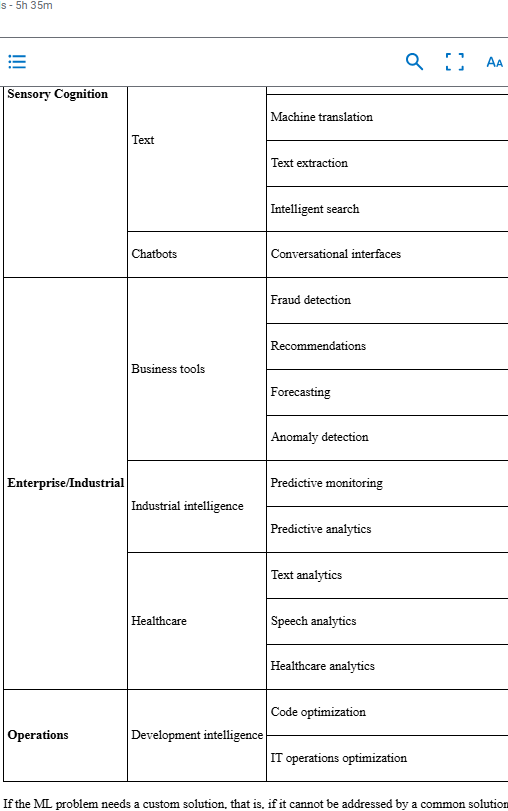 s - 5h 35m
AA
Sensory Cognition
Text
Machine translation
Text extraction
Intelligent search
Chatbots
Conversational interfaces
Enterprise/Industrial
Business tools
Fraud detection
Recommendations
Forecasting
Anomaly detection
Industrial intelligence
Predictive monitoring
Predictive analytics
Healthcare
Text analytics
Speech analytics
Healthcare analytics
Operations
Development intelligence
Code optimization
IT operations optimization
If the ML problem needs a custom solution, that is, if it cannot be addressed by a common solution